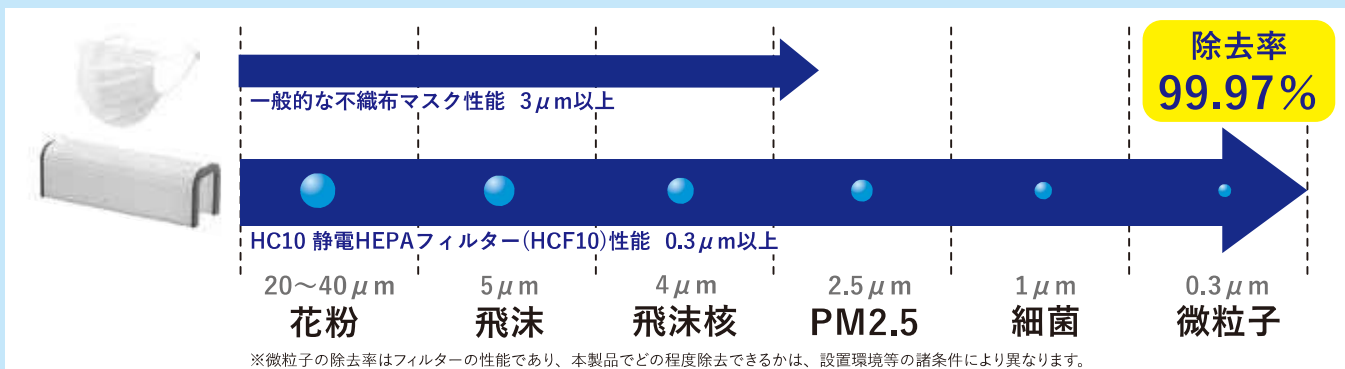 除去率
99.97%
一般的な不織布マスク性能 3μm以上
HC10 静電HEPAフィルター(HCF10)性能 0.3μm以上
20〜40μm 5μm 4μm 2.5μm 1μm 0.3μm
花粉 飛沫 飛沫核 PM2.5 細菌 微粒子
※微粒子の除去率はフィルターの性能であり、本製品でどの程度除去できるかは、設置環境等の諸条件により異なります。